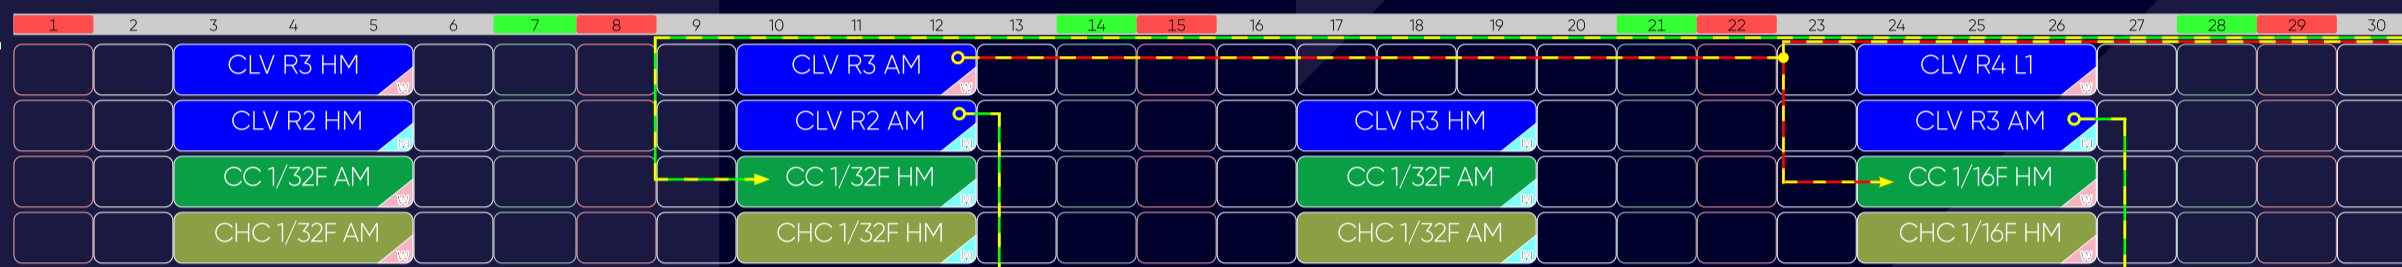 1 2 3 4 5 6 7 8 9 10 11 12 13 14 15 16 17 18 19 20 21 22 23 24 25 26 27 28 29 30
CLV R3 HM W CLV R3 AM W CLV R4 L1 W
CLV R2 HM M CLV R2 AM M CLV R3 HM M CLV R3 AM M
CC 1/32F AM W CC 1/32F HM M CC 1/32F AM M CC 1/16F HM W
CHC 1/32F AM W CHC 1/32F HM M CHC 1/32F AM M CHC 1/16F HM W